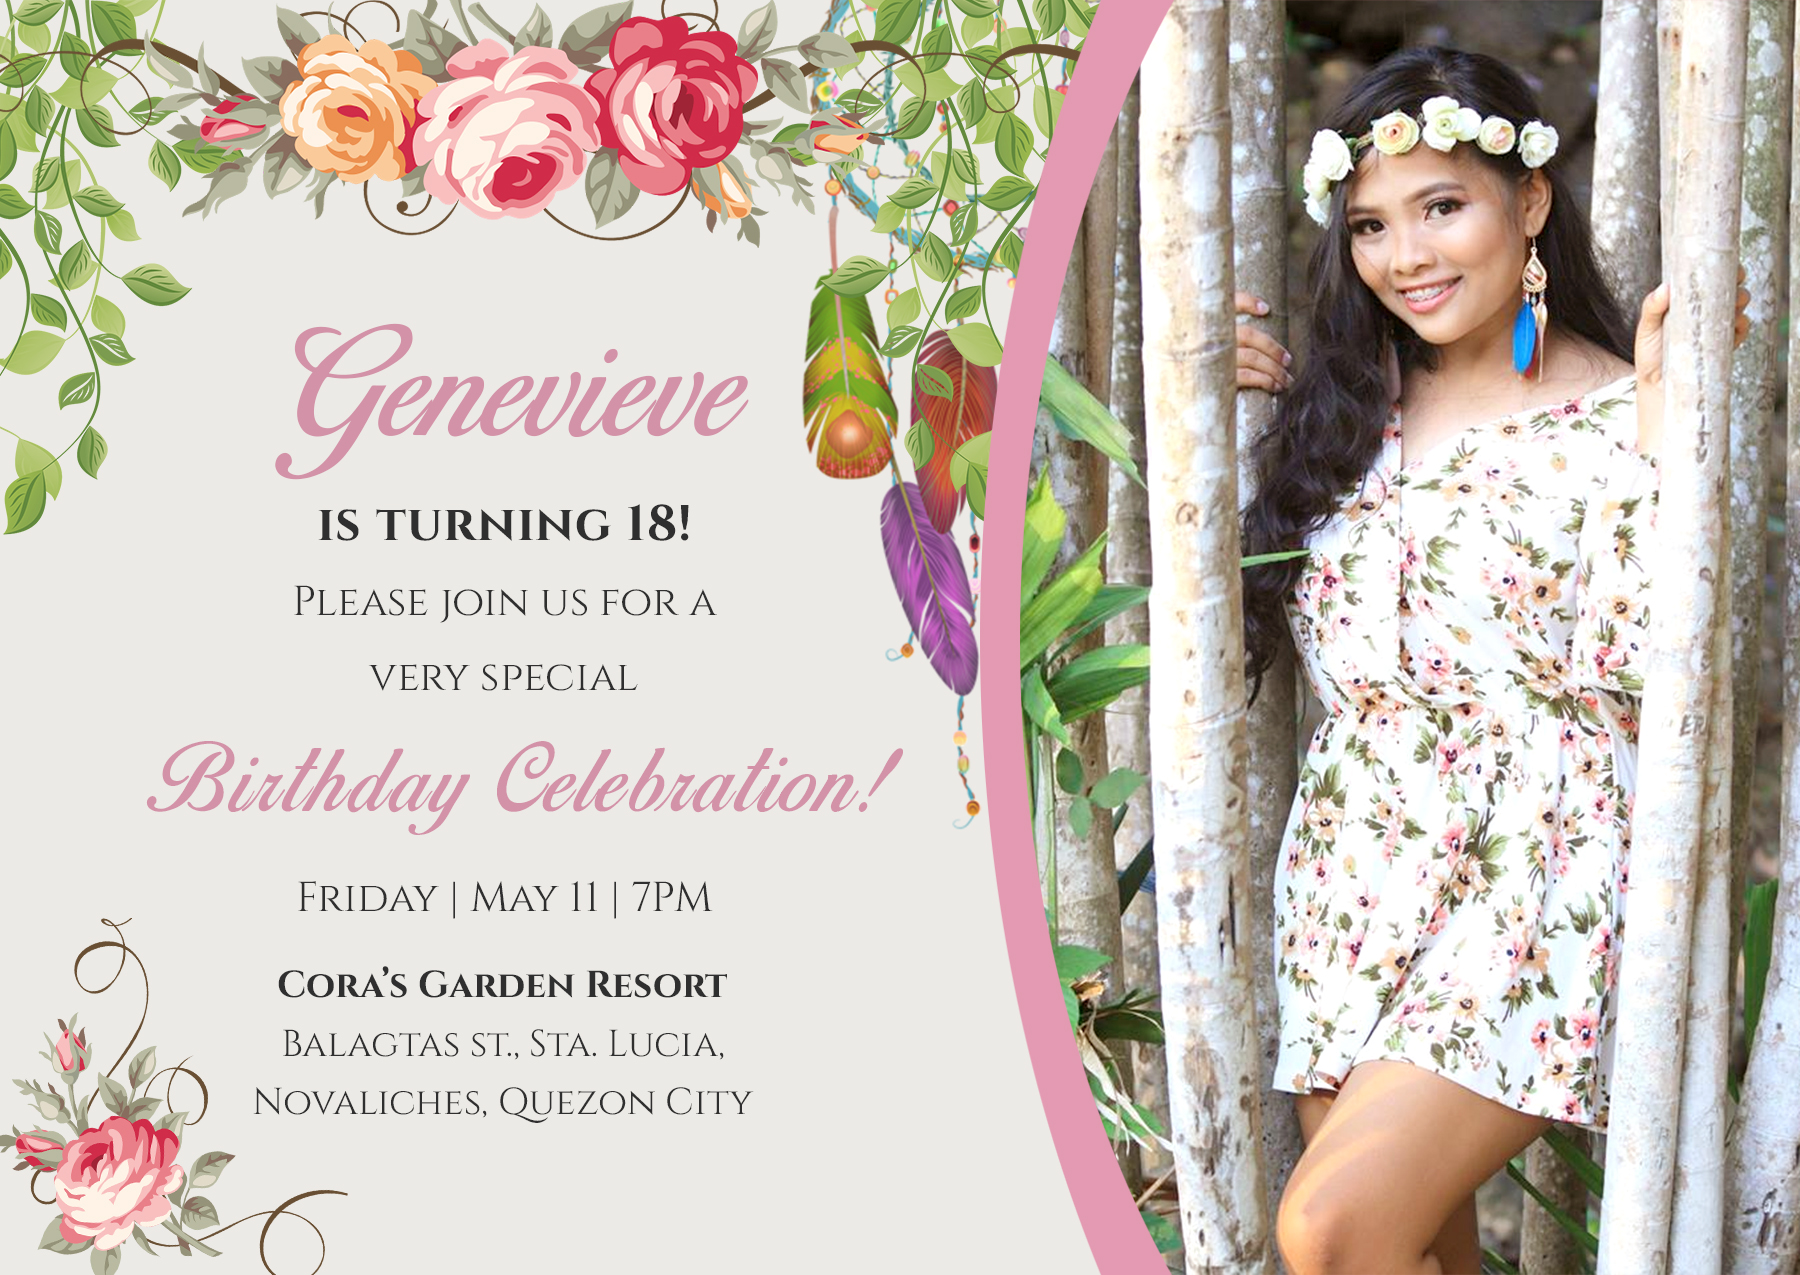 Genevieve
IS TURNING 18!
PLEASE JOIN US FOR A
VERY SPECIAL
Birthday Celebration!
FRIDAY | MAY 11 | 7PM
CORA'S GARDEN RESORT
BALAGTAS ST., STA. LUCIA,
NOVALICHES, QUEZON CITY